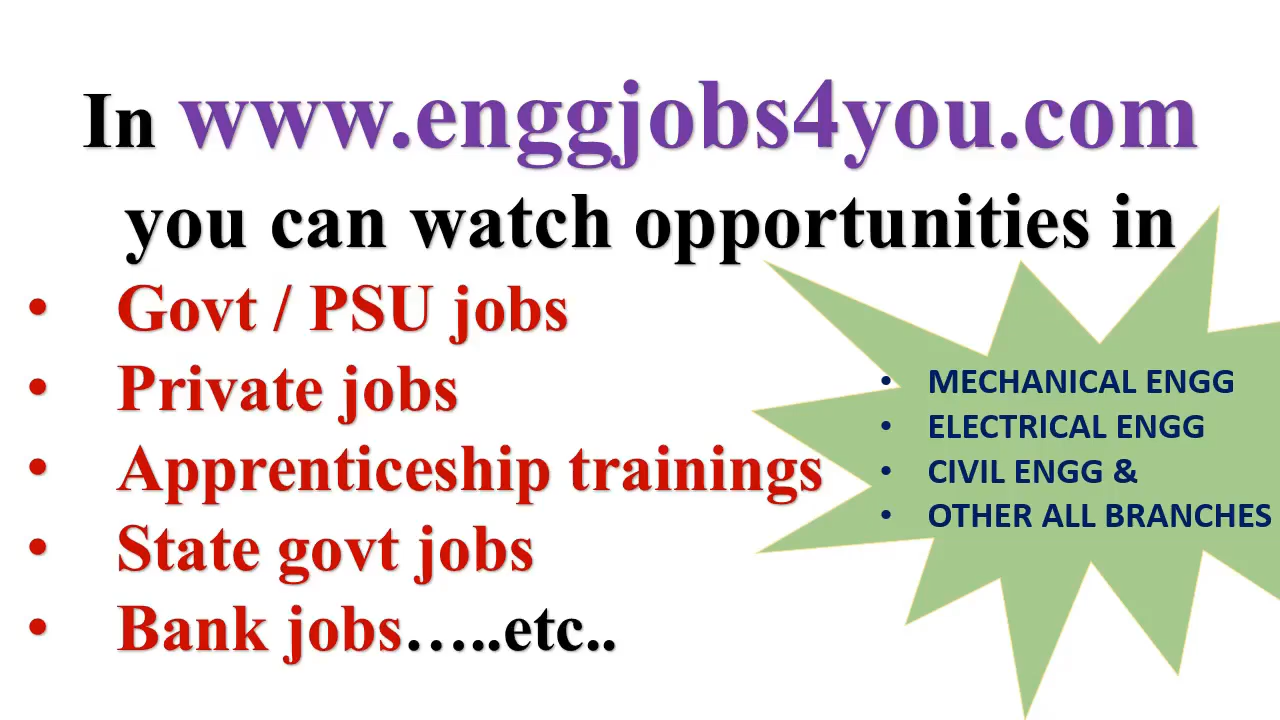 In www.enggjobs4you.com
you can watch opportunities in
• Govt / PSU jobs
• Private jobs
• Apprenticeship trainings
• State govt jobs
• Bank jobs…..etc..
• MECHANICAL ENGG
• ELECTRICAL ENGG
• CIVIL ENGG &
• OTHER ALL BRANCHES